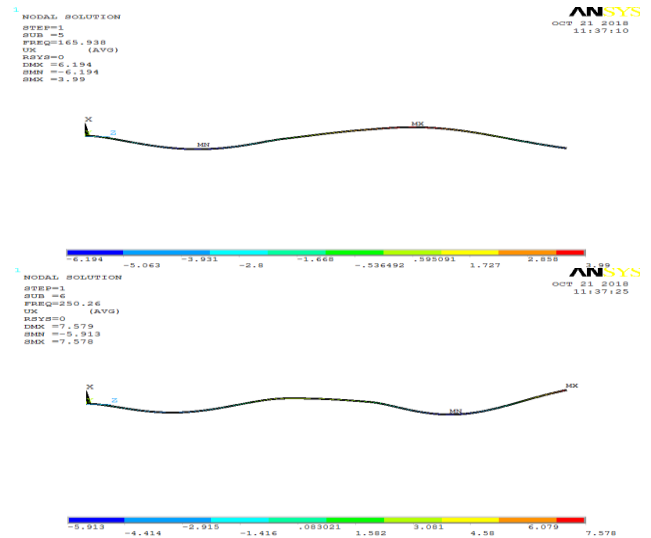 1
NODAL SOLUTION
ANSYS
OCT 21 2018
11:37:10
STEP=1
SUB =5
FREQ=165.938
UX (AVG)
RSYS=0
DMX =6.194
SMN =-6.194
SMX =3.99
X
Z
MN
MX
-6.194 -3.931 -1.668 .595091 2.858
-5.063 -2.8 -.536492 1.727 3.99
1
NODAL SOLUTION
ANSYS
OCT 21 2018
11:37:25
STEP=1
SUB =6
FREQ=250.26
UX (AVG)
RSYS=0
DMX =7.579
SMN =-5.913
SMX =7.578
X
Z
MN
MX
-5.913 -2.915 .083021 3.081 6.079
-4.414 -1.416 1.582 4.58 7.578